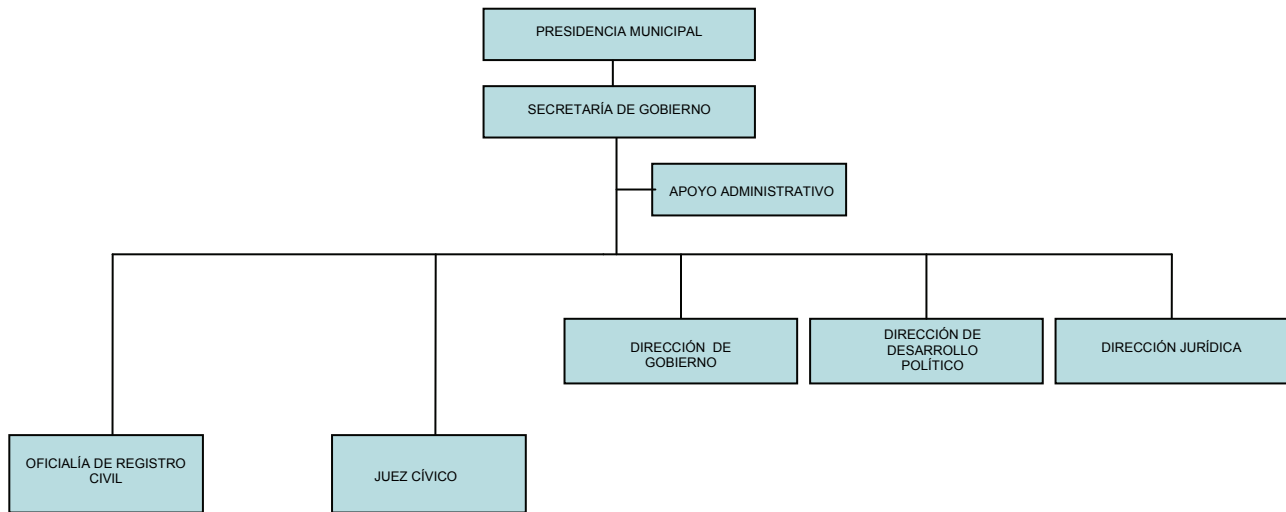 PRESIDENCIA MUNICIPAL
SECRETARÍA DE GOBIERNO
APOYO ADMINISTRATIVO
DIRECCIÓN DE
GOBIERNO
DIRECCIÓN DE
DESARROLLO
POLÍTICO
DIRECCIÓN JURÍDICA
OFICIALÍA DE REGISTRO
CIVIL
JUEZ CÍVICO